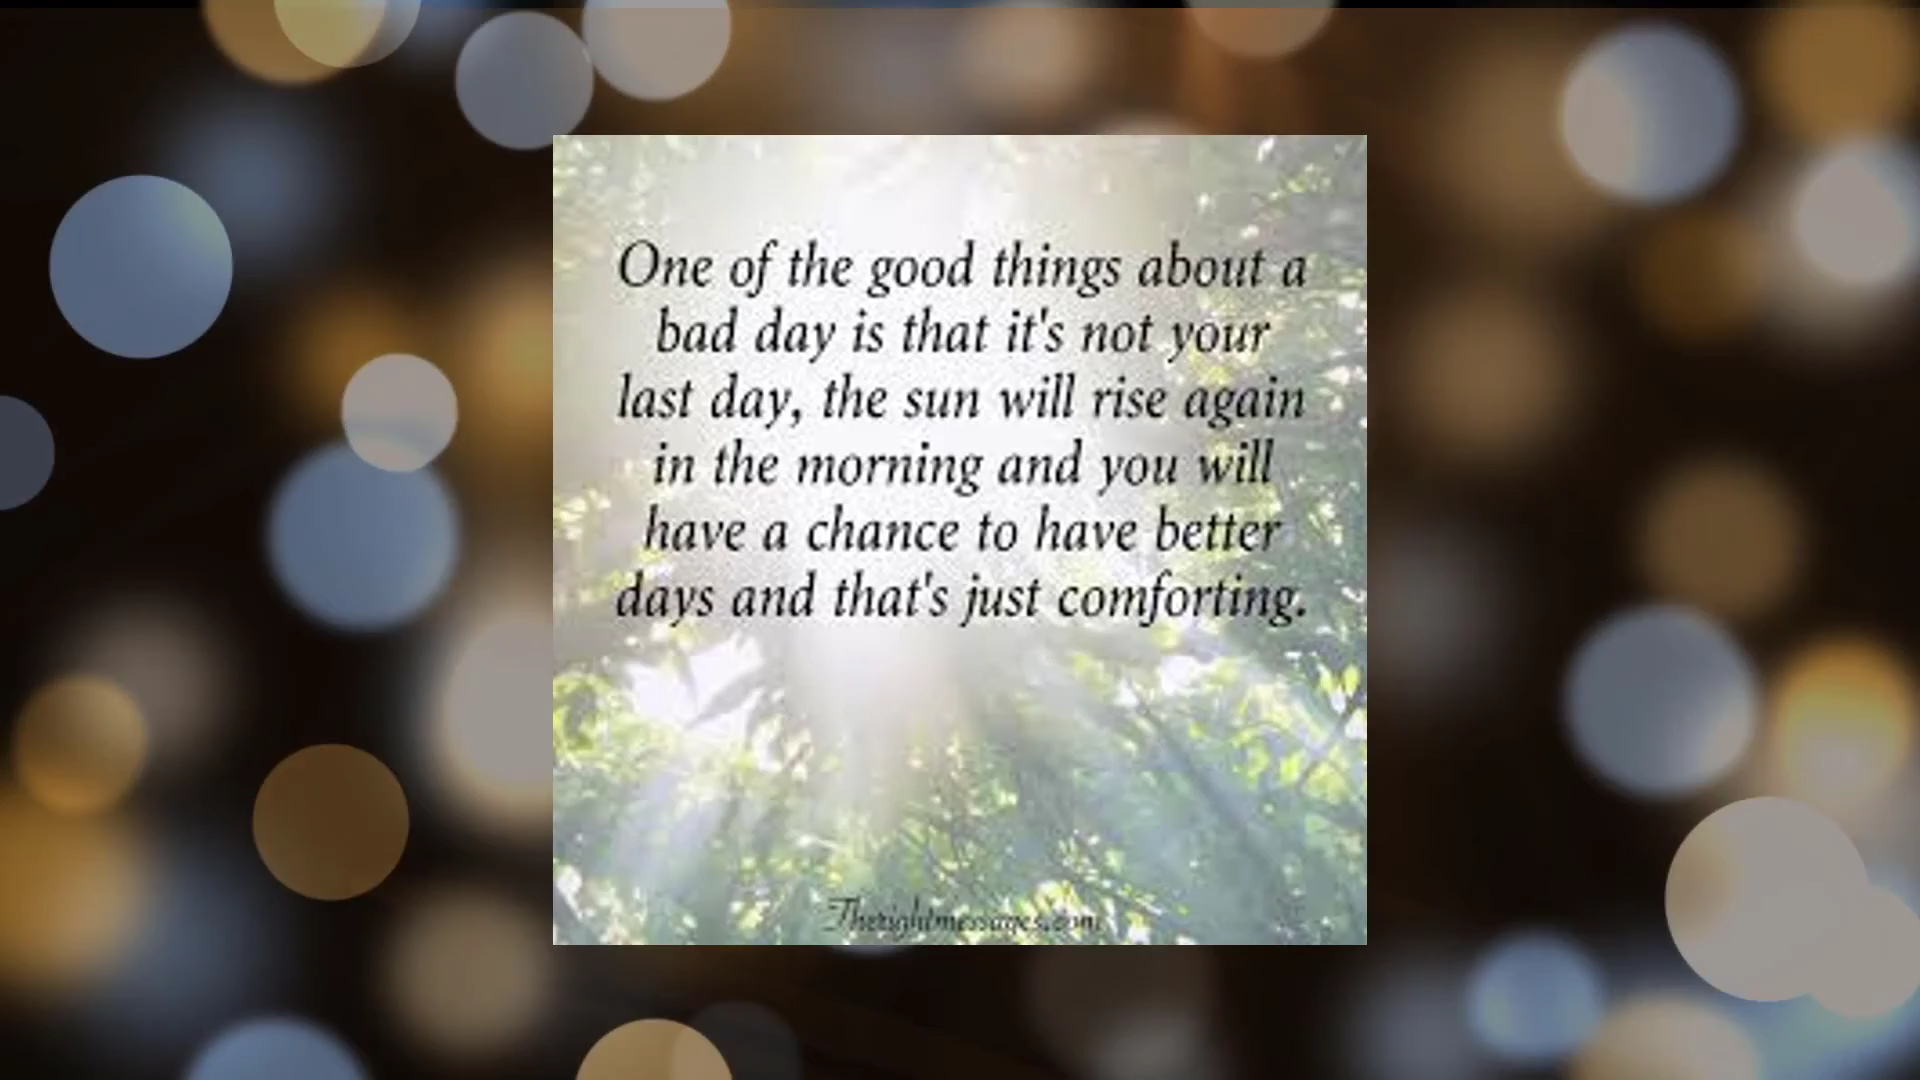 One of the good things about a
bad day is that it's not your
last day, the sun will rise again
in the morning and you will
have a chance to have better
days and that's just comforting.
Therightmessages.com